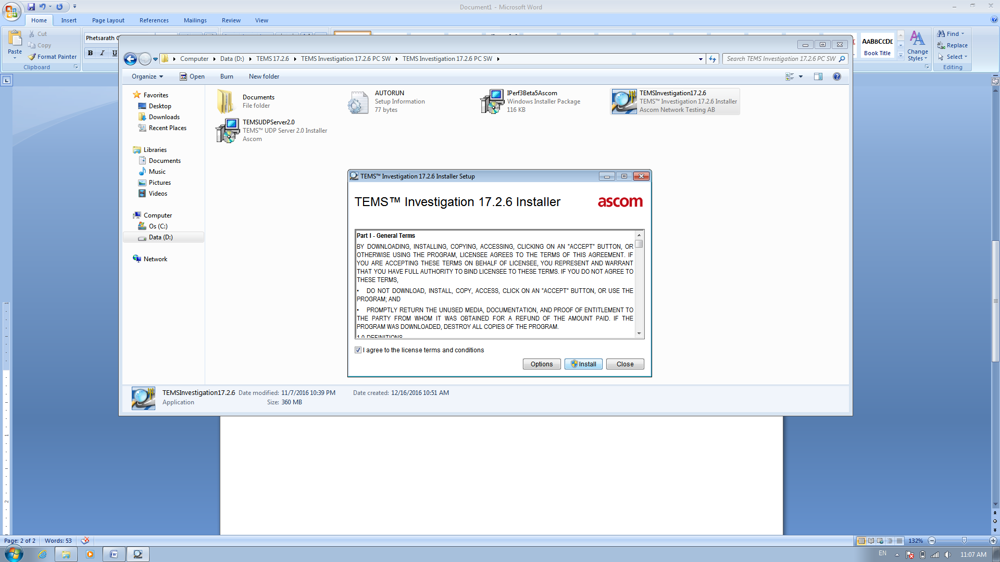 Document1 - Microsoft Word
Home Insert Page Layout References Mailings Review View
Paste
Cut
Copy
Format Painter
Clipboard
Phetsarath
B I U
AaBbCcDc
Book Title
Change Styles
Find
Replace
Select
Editing
Computer Data (D:) TEMS 17.2.6 TEMS Investigation 17.2.6 PC SW TEMS Investigation 17.2.6 PC SW
Search TEMS Investigation 17.2.6 PC SW
Organize Open Burn New folder
Favorites
Desktop
Downloads
Recent Places
Libraries
Documents
Music
Pictures
Videos
Computer
Os (C:)
Data (D:)
Network
Documents
File folder
AUTORUN
Setup Information
77 bytes
IPerf3Beta5Ascom
Windows Installer Package
116 KB
TEMSInvestigation17.2.6
TEMS™ Investigation 17.2.6 Installer
Ascom Network Testing AB
TEMSUDPServer2.0
TEMS™ UDP Server 2.0 Installer
Ascom
TEMS™ Investigation 17.2.6 Installer Setup
TEMS™ Investigation 17.2.6 Installer
ascom
Part I - General Terms
BY DOWNLOADING, INSTALLING, COPYING, ACCESSING, CLICKING ON AN "ACCEPT" BUTTON, OR
OTHERWISE USING THE PROGRAM, LICENSEE AGREES TO THE TERMS OF THIS AGREEMENT. IF
YOU ARE ACCEPTING THESE TERMS ON BEHALF OF LICENSEE, YOU REPRESENT AND WARRANT
THAT YOU HAVE FULL AUTHORITY TO BIND LICENSEE TO THESE TERMS. IF YOU DO NOT AGREE TO
THESE TERMS,
• DO NOT DOWNLOAD, INSTALL, COPY, ACCESS, CLICK ON AN "ACCEPT" BUTTON, OR USE THE
PROGRAM; AND
• PROMPTLY RETURN THE UNUSED MEDIA, DOCUMENTATION, AND PROOF OF ENTITLEMENT TO
THE PARTY FROM WHOM IT WAS OBTAINED FOR A REFUND OF THE AMOUNT PAID. IF THE
PROGRAM WAS DOWNLOADED, DESTROY ALL COPIES OF THE PROGRAM.
1.0 DEFINITIONS
I agree to the license terms and conditions
Options Install Close
TEMSInvestigation17.2.6 Date modified: 11/7/2016 10:39 PM Date created: 12/16/2016 10:51 AM
Application Size: 360 MB
Page: 2 of 2 Words: 53
132%
EN
11:07 AM